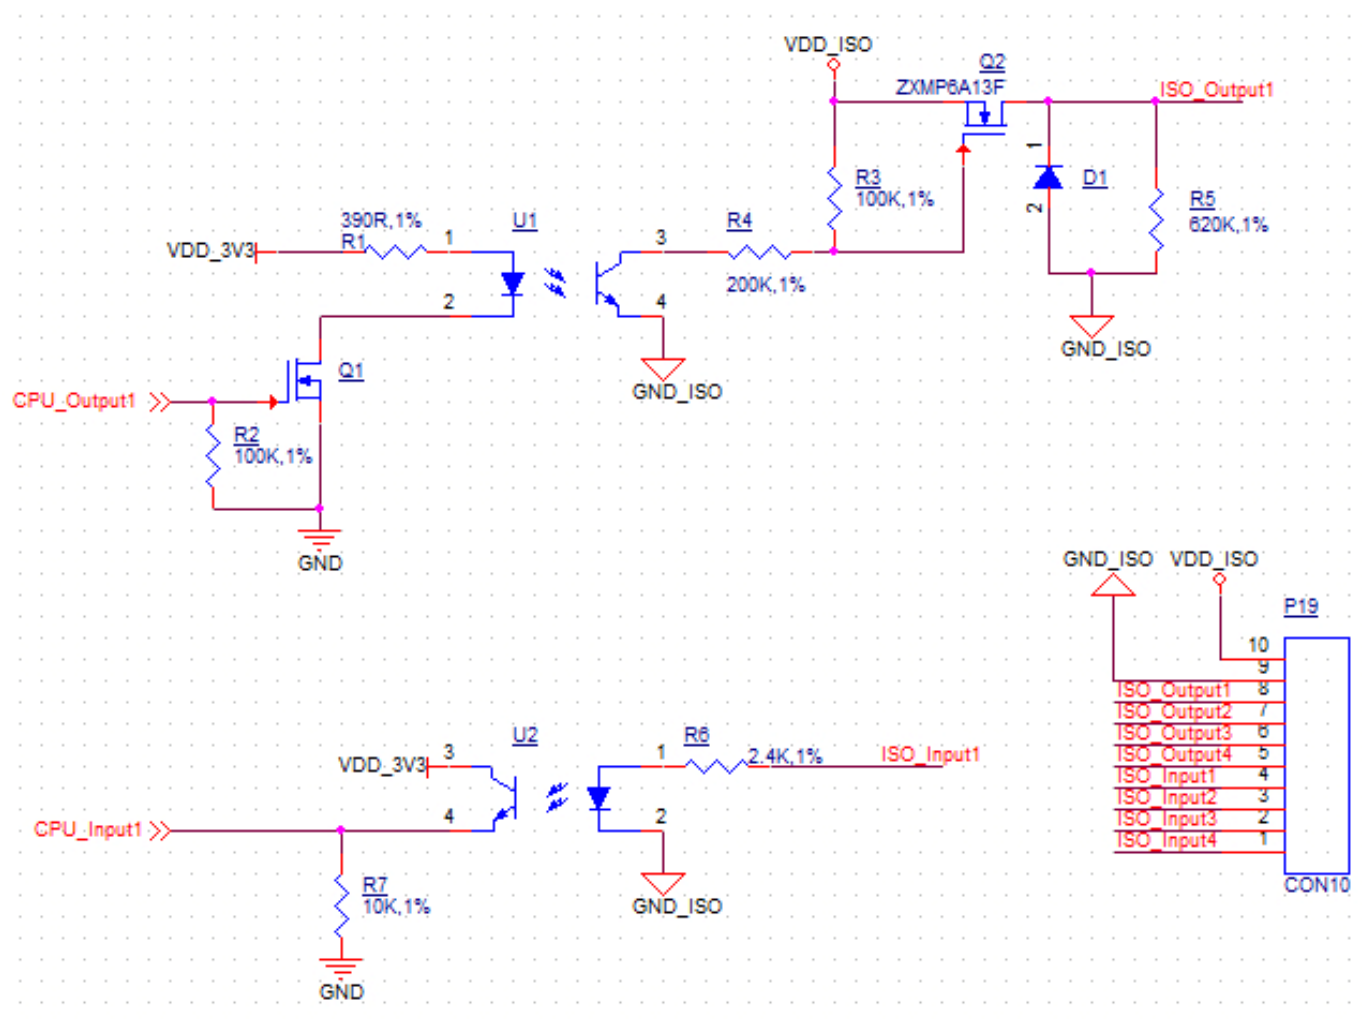 VDD_ISO
Q2
ZXMP6A13F
ISO_Output1
R3
100K,1%
1
D1
2
R5
620K,1%
GND_ISO
390R,1%
VDD_3V3
R1
1
U1
3
R4
200K,1%
2
4
GND_ISO
Q1
CPU_Output1
R2
100K,1%
GND
GND_ISO
VDD_ISO
P19
10
9
ISO_Output1
8
ISO_Output2
7
ISO_Output3
6
ISO_Output4
5
ISO_Input1
4
ISO_Input2
3
ISO_Input3
2
ISO_Input4
1
CON10
VDD_3V3
3
U2
1
R6
2.4K,1%
ISO_Input1
CPU_Input1
4
2
GND_ISO
R7
10K,1%
GND